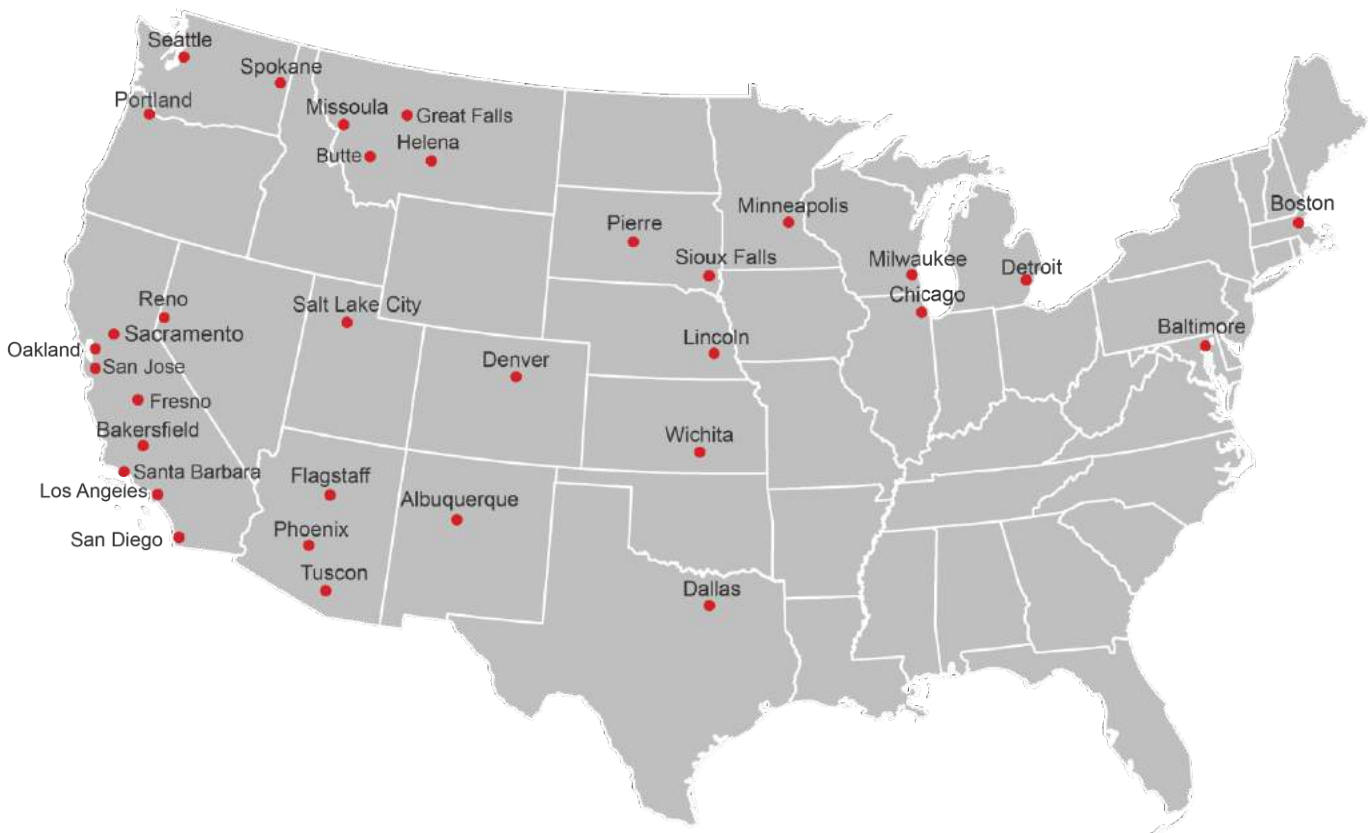 Seattle
Spokane
Portland
Missoula
Great Falls
Helena
Butte
Boston
Minneapolis
Pierre
Sioux Falls
Milwaukee
Detroit
Chicago
Reno
Salt Lake City
Sacramento
Baltimore
Lincoln
Oakland
Denver
San Jose
Fresno
Bakersfield
Wichita
Santa Barbara
Flagstaff
Los Angeles
Albuquerque
Phoenix
San Diego
Tuscon
Dallas